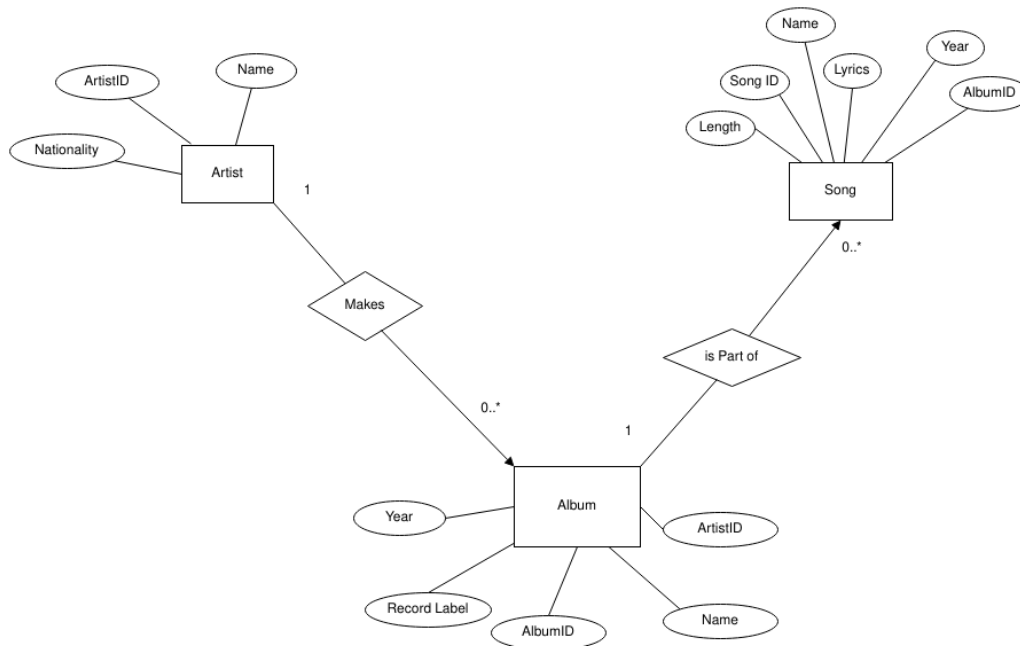 Name
Year
Name
ArtistID
Lyrics
Song ID
AlbumID
Length
Nationality
Artist
1
Song
0..*
Makes
is Part of
0..*
1
Album
Year
ArtistID
Record Label
Name
AlbumID